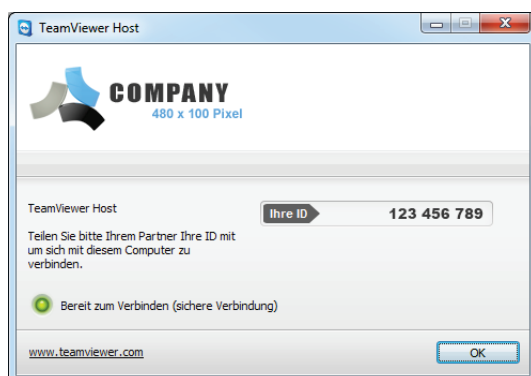 TeamViewer Host
COMPANY
480 x 100 Pixel
TeamViewer Host
Ihre ID
123 456 789
Teilen Sie bitte Ihrem Partner Ihre ID mit
um sich mit diesem Computer zu
verbinden.
Bereit zum Verbinden (sichere Verbindung)
www.teamviewer.com
OK